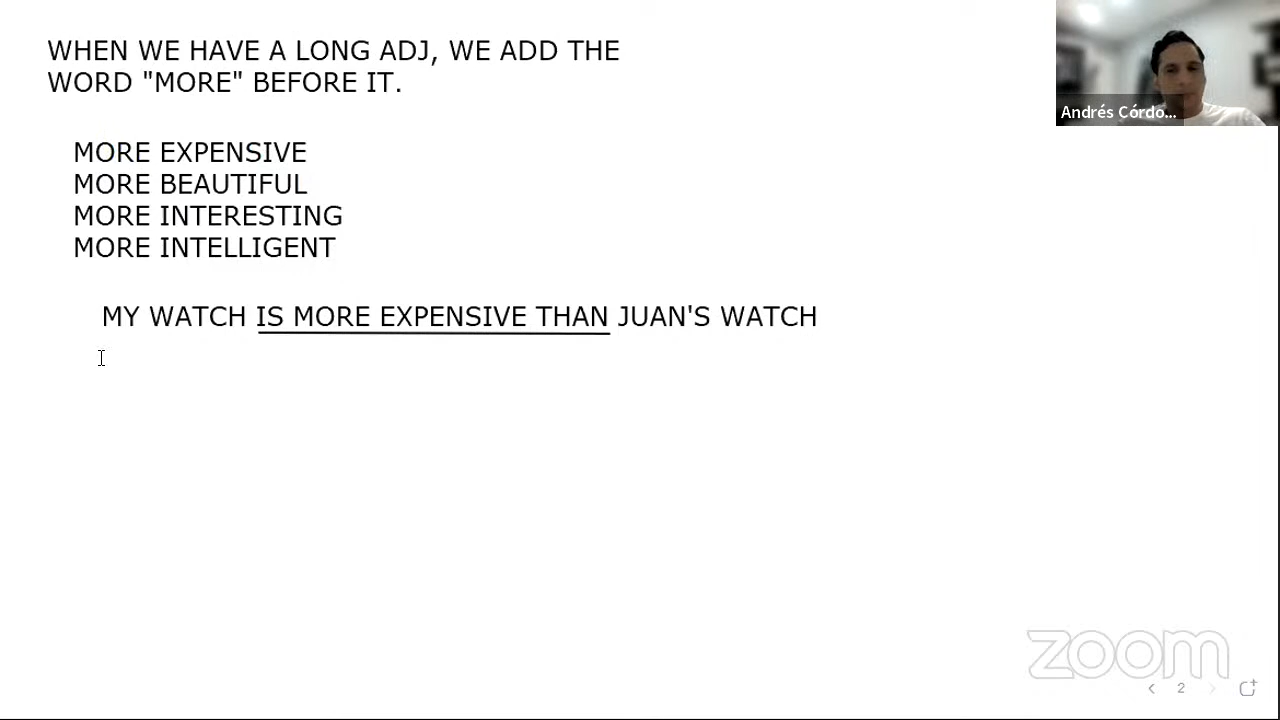 WHEN WE HAVE A LONG ADJ, WE ADD THE
WORD "MORE" BEFORE IT.
MORE EXPENSIVE
MORE BEAUTIFUL
MORE INTERESTING
MORE INTELLIGENT
MY WATCH IS MORE EXPENSIVE THAN JUAN'S WATCH
Andrés Córdo...
zoom
2